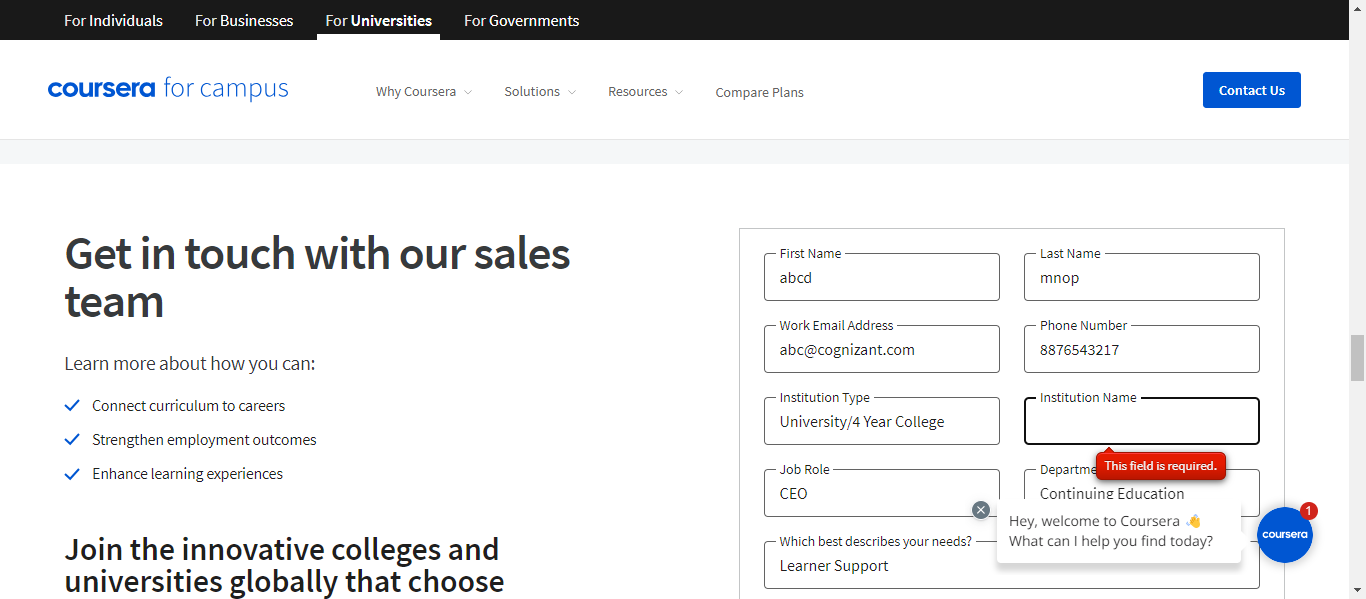 For Individuals For Businesses For Universities For Governments
coursera for campus Why Coursera Solutions Resources Compare Plans Contact Us
Get in touch with our sales
team
Learn more about how you can:
Connect curriculum to careers
Strengthen employment outcomes
Enhance learning experiences
Join the innovative colleges and
universities globally that choose
First Name Last Name
abcd mnop
Work Email Address Phone Number
abc@cognizant.com 8876543217
Institution Type Institution Name
University/4 Year College
This field is required.
Job Role Departme
CEO Continuing Education
Which best describes your needs?
Learner Support
Hey, welcome to Coursera 👋
What can I help you find today?
coursera
1